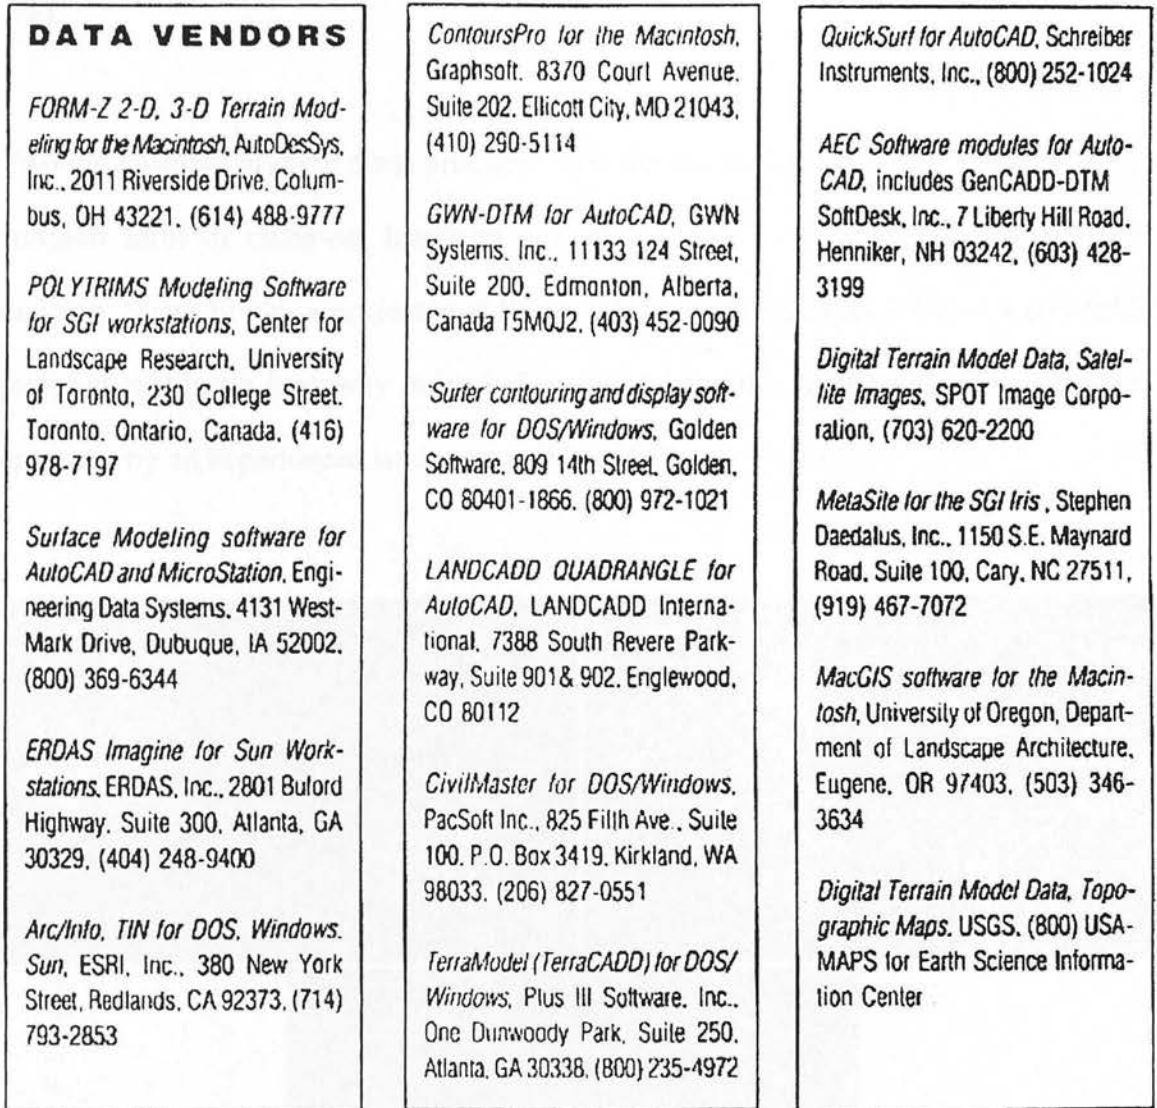 DATA VENDORS
FORM-Z 2-D, 3-D Terrain Mod-
eling for the Macintosh, AutoDesSys,
Inc., 2011 Riverside Drive, Colum-
bus, OH 43221, (614) 488-9777
POLYTRIMS Modeling Software
for SGI workstations, Center for
Landscape Research, University
of Toronto, 230 College Street,
Toronto, Ontario, Canada, (416)
978-7197
Surface Modeling software for
AutoCAD and MicroStation, Engi-
neering Data Systems, 4131 West-
Mark Drive, Dubuque, IA 52002,
(800) 369-6344
ERDAS Imagine for Sun Work-
stations, ERDAS, Inc., 2801 Buford
Highway, Suite 300, Atlanta, GA
30329, (404) 248-9400
Arc/Info, TIN for DOS, Windows,
Sun, ESRI, Inc., 380 New York
Street, Redlands, CA 92373, (714)
793-2853
ContoursPro for the Macintosh,
Graphsoft, 8370 Court Avenue,
Suite 202, Ellicott City, MD 21043,
(410) 290-5114
GWN-DTM for AutoCAD, GWN
Systems, Inc., 11133 124 Street,
Suite 200, Edmonton, Alberta,
Canada T5M0J2, (403) 452-0090
Surfer contouring and display soft-
ware for DOS/Windows, Golden
Software, 809 14th Street, Golden,
CO 80401-1866, (800) 972-1021
LANDCADD QUADRANGLE for
AutoCAD, LANDCADD Interna-
tional, 7388 South Revere Park-
way, Suite 901 & 902, Englewood,
CO 80112
CivilMaster for DOS/Windows,
PacSoft Inc., 825 Fifth Ave., Suite
100, P.O. Box 3419, Kirkland, WA
98033, (206) 827-0551
TerraModel (TerraCADD) for DOS/
Windows, Plus III Software, Inc.,
One Dunwoody Park, Suite 250,
Atlanta, GA 30338, (800) 235-4972
QuickSurf for AutoCAD, Schreiber
Instruments, Inc., (800) 252-1024
AEC Software modules for Auto-
CAD, includes GenCADD-DTM
SoftDesk, Inc., 7 Liberty Hill Road,
Henniker, NH 03242, (603) 428-
3199
Digital Terrain Model Data, Satel-
lite Images, SPOT Image Corpo-
ration, (703) 620-2200
MetaSite for the SGI Iris , Stephen
Daedalus, Inc., 1150 S.E. Maynard
Road, Suite 100, Cary, NC 27511,
(919) 467-7072
MacGIS software for the Macin-
tosh, University of Oregon, Depart-
ment of Landscape Architecture,
Eugene, OR 97403, (503) 346-
3634
Digital Terrain Model Data, Topo-
graphic Maps, USGS, (800) USA-
MAPS for Earth Science Informa-
tion Center